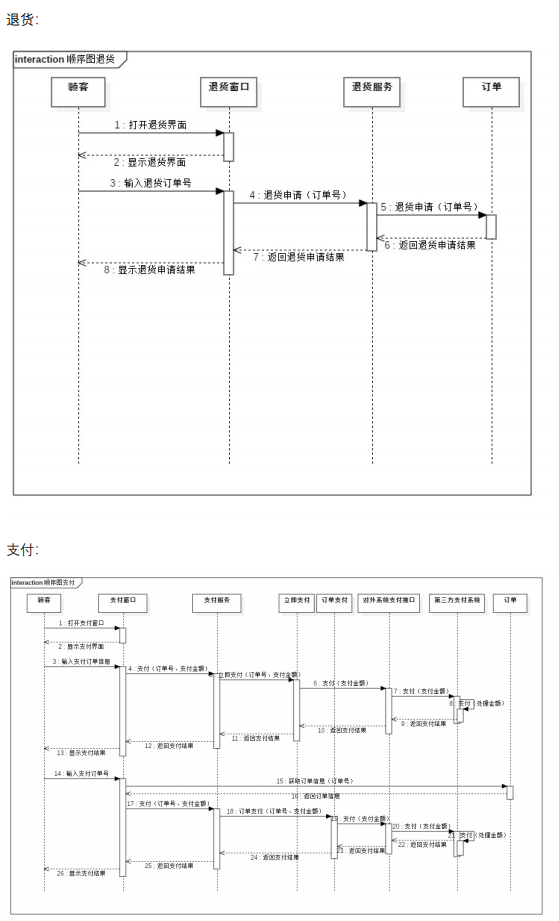 退货:
interaction 顺序图退货
顾客 退货窗口 退货服务 订单
1 : 打开退货界面
2 : 显示退货界面
3 : 输入退货订单号
4 : 退货申请（订单号）
5 : 退货申请（订单号）
6 : 返回退货申请结果
7 : 返回退货申请结果
8 : 显示退货申请结果
支付:
interaction 顺序图支付
顾客 支付窗口 支付服务 立即支付 订单支付 对外系统支付接口 第三方支付系统 订单
1 : 打开支付窗口
2 : 显示支付界面
3 : 输入支付订单信息
4 : 支付（订单号、支付金额）
立即支付（订单号、支付金额）
6 : 支付（支付金额）
7 : 支付（支付金额）
8 : 支付（处理金额）
9 : 返回支付结果
10 : 返回支付结果
11 : 返回支付结果
12 : 返回支付结果
13 : 显示支付结果
14 : 输入支付订单号
15 : 获取订单信息（订单号）
16 : 返回订单信息
17 : 支付（订单号、支付金额）
18 : 订单支付（订单号、支付金额）
19 : 支付（支付金额）
20 : 支付（支付金额）
21 : 支付（处理金额）
22 : 返回支付结果
23 : 返回支付结果
24 : 返回支付结果
25 : 返回支付结果
26 : 显示支付结果